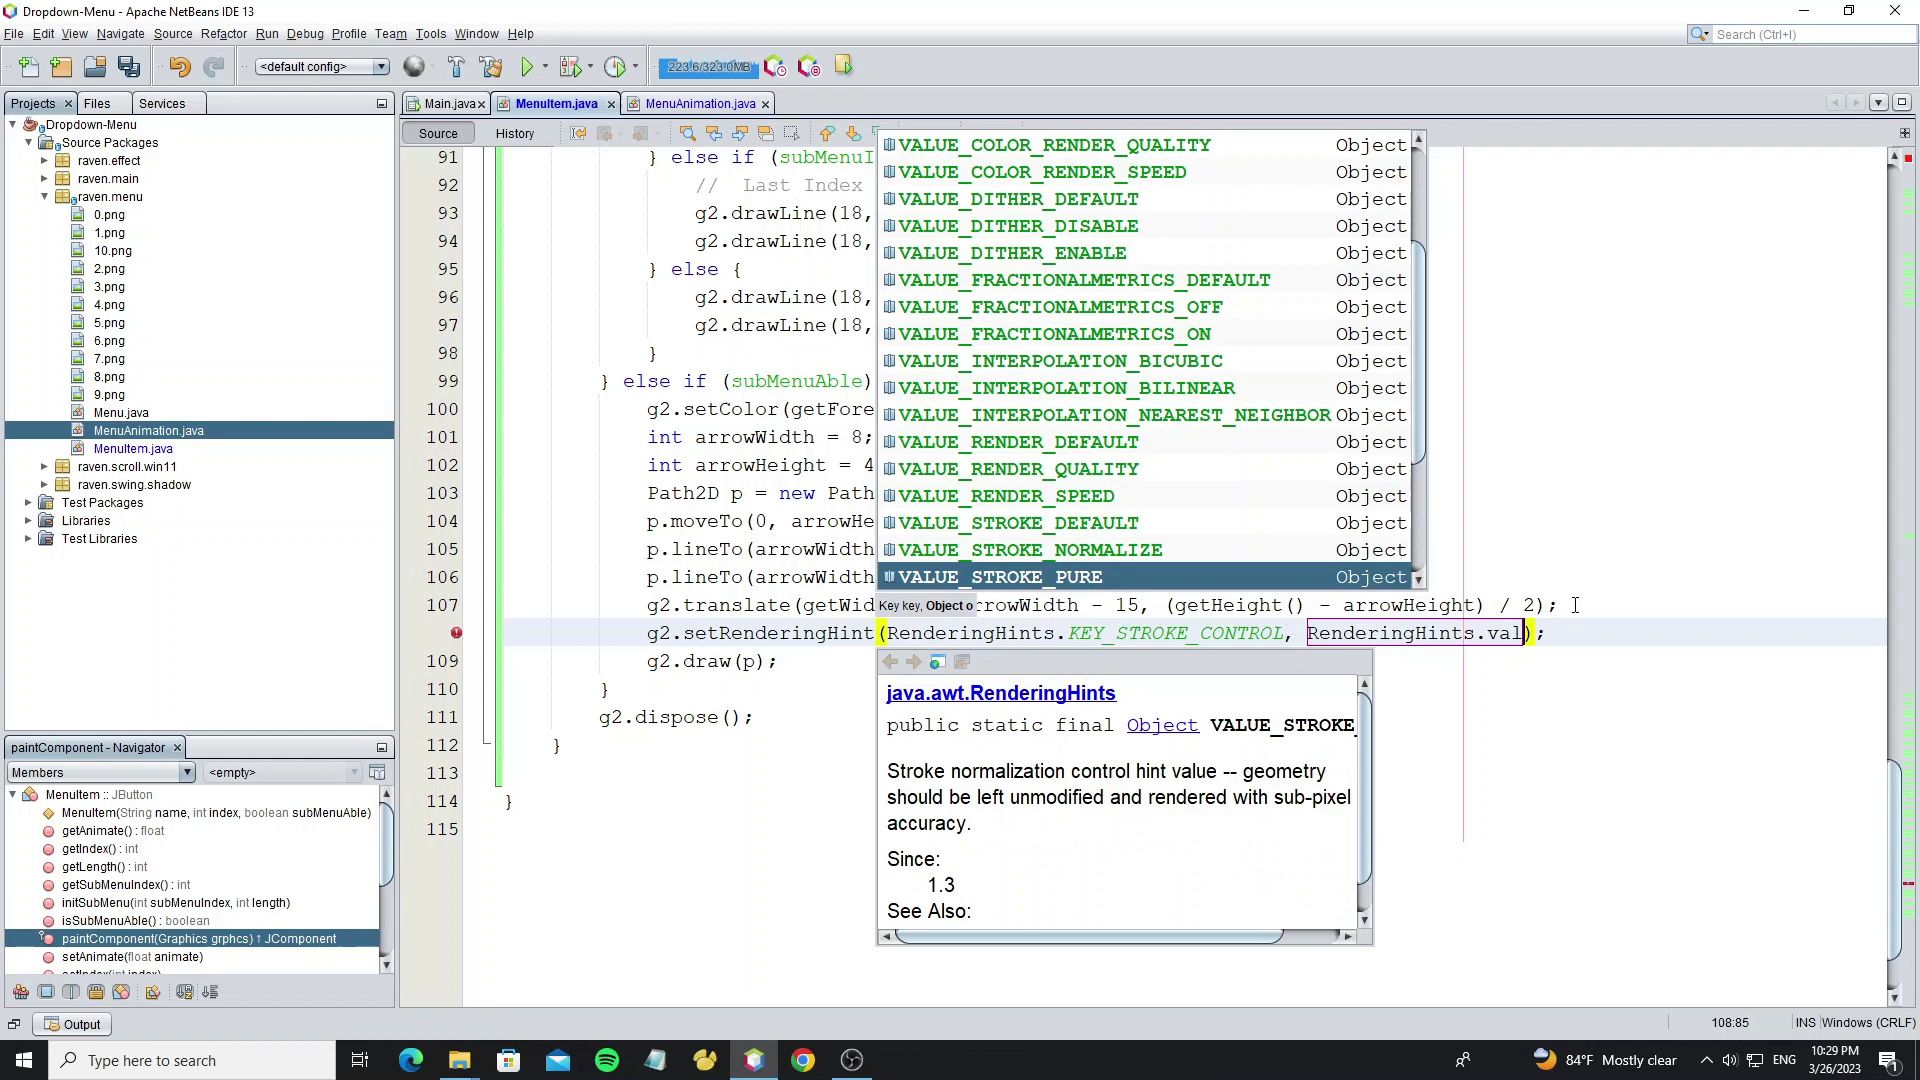 Dropdown-Menu - Apache NetBeans IDE 13
File Edit View Navigate Source Refactor Run Debug Profile Team Tools Window Help
Search (Ctrl+I)
<default config>
223.6/323.0MB
Projects Files Services
Main.java MenuItem.java MenuAnimation.java
Source History
Dropdown-Menu
Source Packages
raven.effect
raven.main
raven.menu
0.png
1.png
10.png
2.png
3.png
4.png
5.png
6.png
7.png
8.png
9.png
Menu.java
MenuAnimation.java
MenuItem.java
raven.scroll.win11
raven.swing.shadow
Test Packages
Libraries
Test Libraries
91 } else if (subMenuI
92 // Last Index
93 g2.drawLine(18,
94 g2.drawLine(18,
95 } else {
96 g2.drawLine(18,
97 g2.drawLine(18,
98 }
99 } else if (subMenuAble)
100 g2.setColor(getFore
101 int arrowWidth = 8;
102 int arrowHeight = 4
103 Path2D p = new Path
104 p.moveTo(0, arrowHe
105 p.lineTo(arrowWidth
106 p.lineTo(arrowWidth
107 g2.translate(getWid rrowWidth - 15, (getHeight() - arrowHeight) / 2);
g2.setRenderingHint(RenderingHints.KEY_STROKE_CONTROL, RenderingHints.val);
109 g2.draw(p);
110 }
111 g2.dispose();
112 }
113
114 }
115
VALUE_COLOR_RENDER_QUALITY Object
VALUE_COLOR_RENDER_SPEED Object
VALUE_DITHER_DEFAULT Object
VALUE_DITHER_DISABLE Object
VALUE_DITHER_ENABLE Object
VALUE_FRACTIONALMETRICS_DEFAULT Object
VALUE_FRACTIONALMETRICS_OFF Object
VALUE_FRACTIONALMETRICS_ON Object
VALUE_INTERPOLATION_BICUBIC Object
VALUE_INTERPOLATION_BILINEAR Object
VALUE_INTERPOLATION_NEAREST_NEIGHBOR Object
VALUE_RENDER_DEFAULT Object
VALUE_RENDER_QUALITY Object
VALUE_RENDER_SPEED Object
VALUE_STROKE_DEFAULT Object
VALUE_STROKE_NORMALIZE Object
VALUE_STROKE_PURE Object
Key key, Object o
java.awt.RenderingHints
public static final Object VALUE_STROKE_
Stroke normalization control hint value -- geometry
should be left unmodified and rendered with sub-pixel
accuracy.
Since:
1.3
See Also:
paintComponent - Navigator
Members <empty>
MenuItem :: JButton
MenuItem(String name, int index, boolean subMenuAble)
getAnimate() : float
getIndex() : int
getLength() : int
getSubMenuIndex() : int
initSubMenu(int subMenuIndex, int length)
isSubMenuAble() : boolean
paintComponent(Graphics grphcs) ↑ JComponent
setAnimate(float animate)
setIndex(int index)
Output
108:85 INS Windows (CRLF)
Type here to search
84°F Mostly clear ENG
10:29 PM
3/26/2023
1